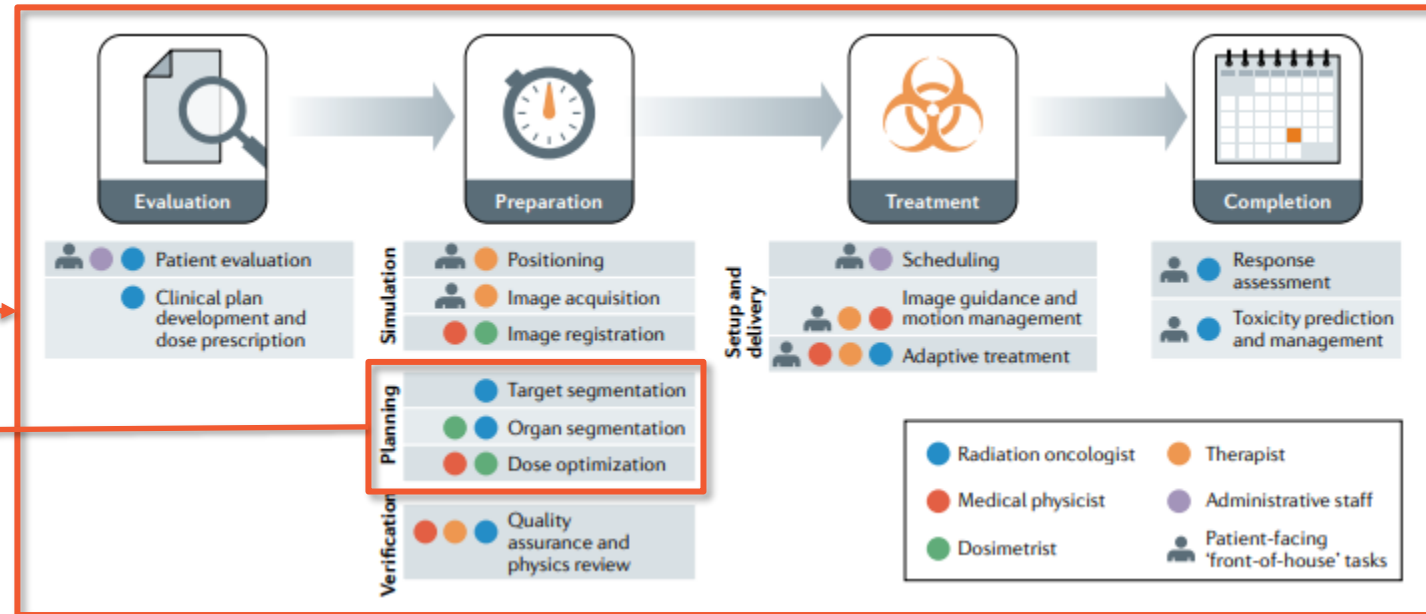 Evaluation
Preparation
Treatment
Completion
Patient evaluation
Clinical plan
development and
dose prescription
Simulation
Positioning
Image acquisition
Image registration
Planning
Target segmentation
Organ segmentation
Dose optimization
Verification
Quality
assurance and
physics review
Setup and
delivery
Scheduling
Image guidance and
motion management
Adaptive treatment
Response
assessment
Toxicity prediction
and management
Radiation oncologist
Medical physicist
Dosimetrist
Therapist
Administrative staff
Patient-facing
'front-of-house' tasks